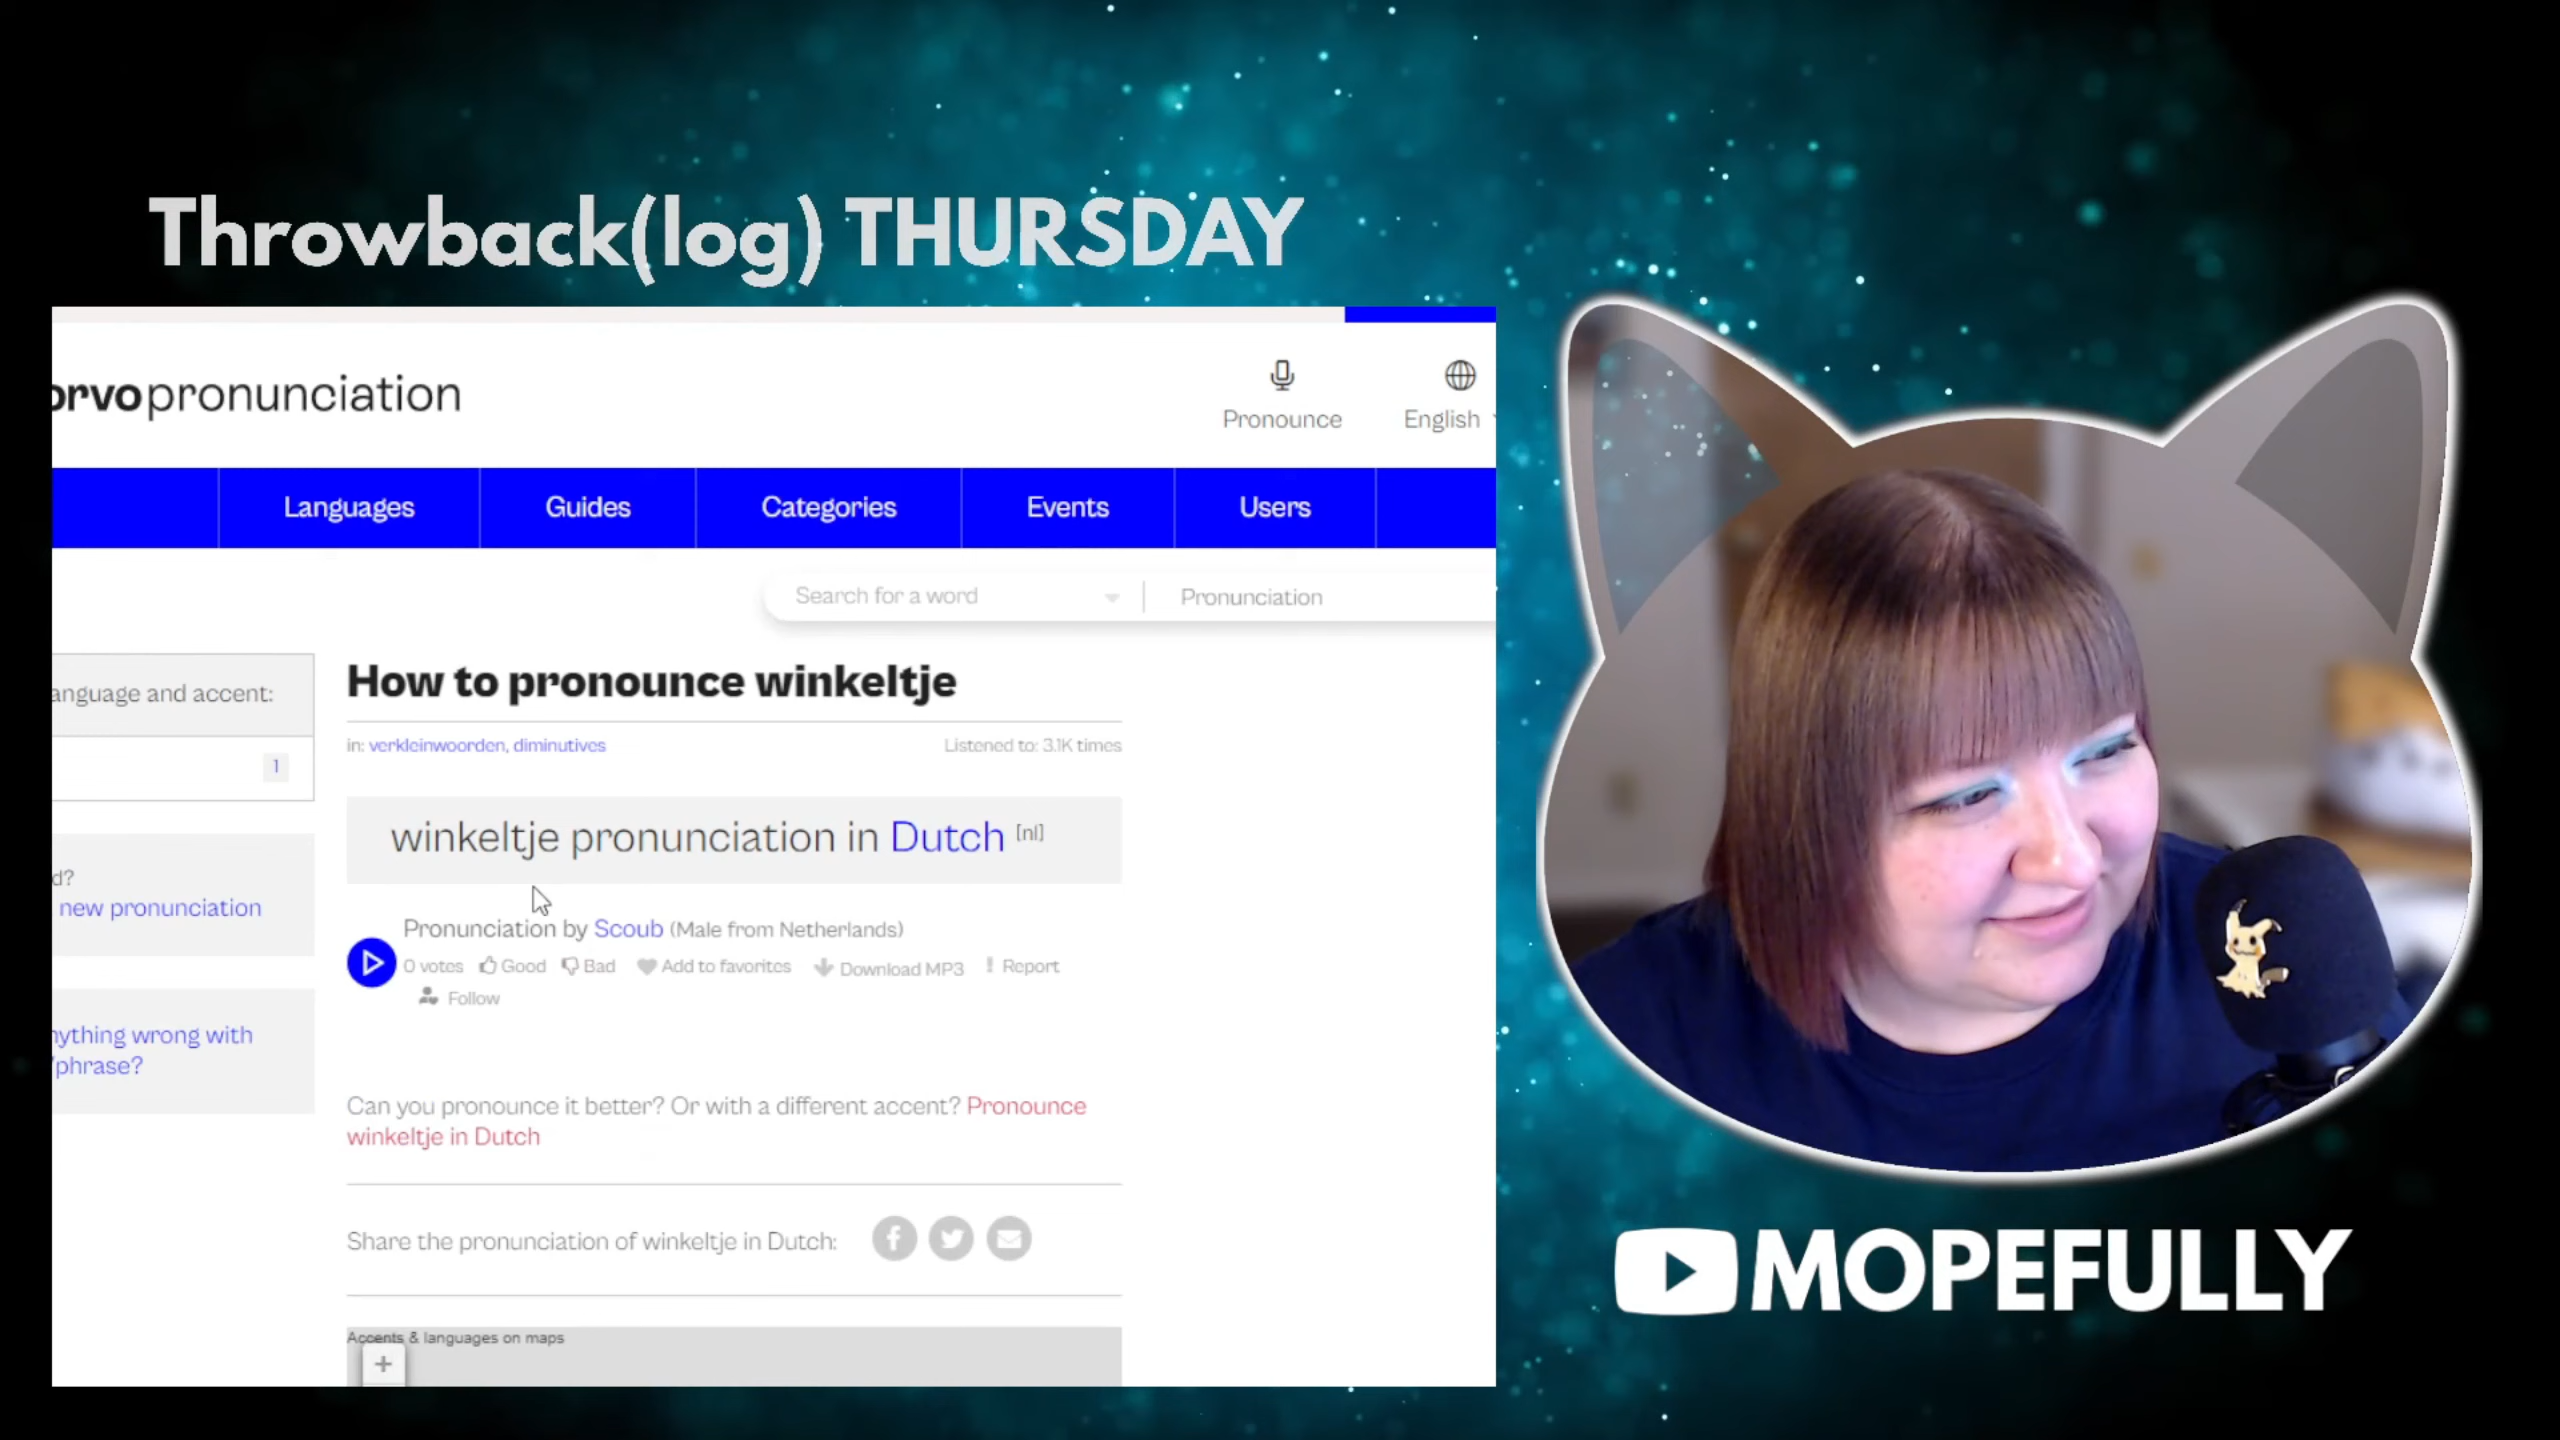 Throwback(log) THURSDAY
orvo pronunciation
Pronounce
English
Languages
Guides
Categories
Events
Users
Search for a word
Pronunciation
anguage and accent:
1
d?
new pronunciation
nything wrong with
phrase?
How to pronounce winkeltje
in: verkleinwoorden, diminutives
Listened to: 3.1K times
winkeltje pronunciation in Dutch [nl]
Pronunciation by Scoub (Male from Netherlands)
0 votes Good Bad Add to favorites Download MP3 Report
Follow
Can you pronounce it better? Or with a different accent? Pronounce
winkeltje in Dutch
Share the pronunciation of winkeltje in Dutch:
Accents & languages on maps
+
MOPEFULLY